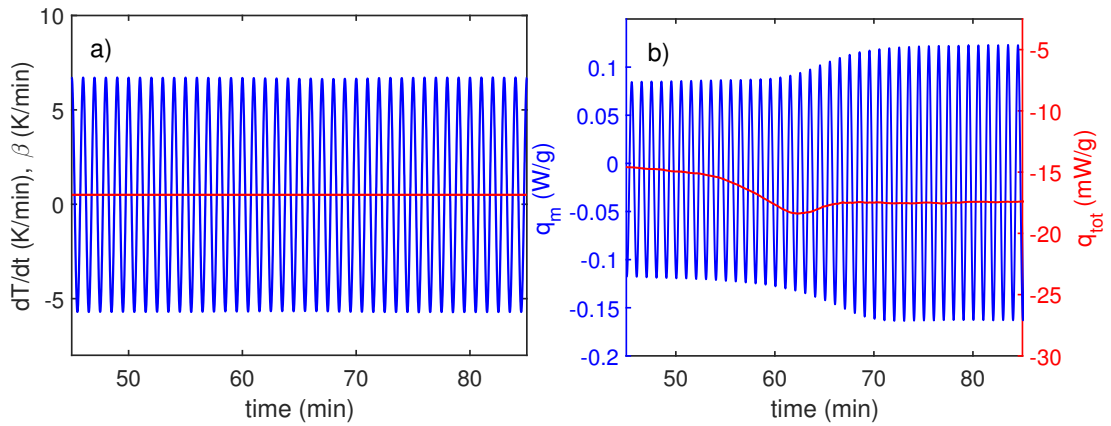 a)
10
5
0
-5
dT/dt (K/min), β (K/min)
50 60 70 80
time (min)
b)
0.1
0.05
0
-0.05
-0.1
-0.15
-0.2
q_m (W/g)
-5
-10
-15
-20
-25
-30
q_tot (mW/g)
50 60 70 80
time (min)